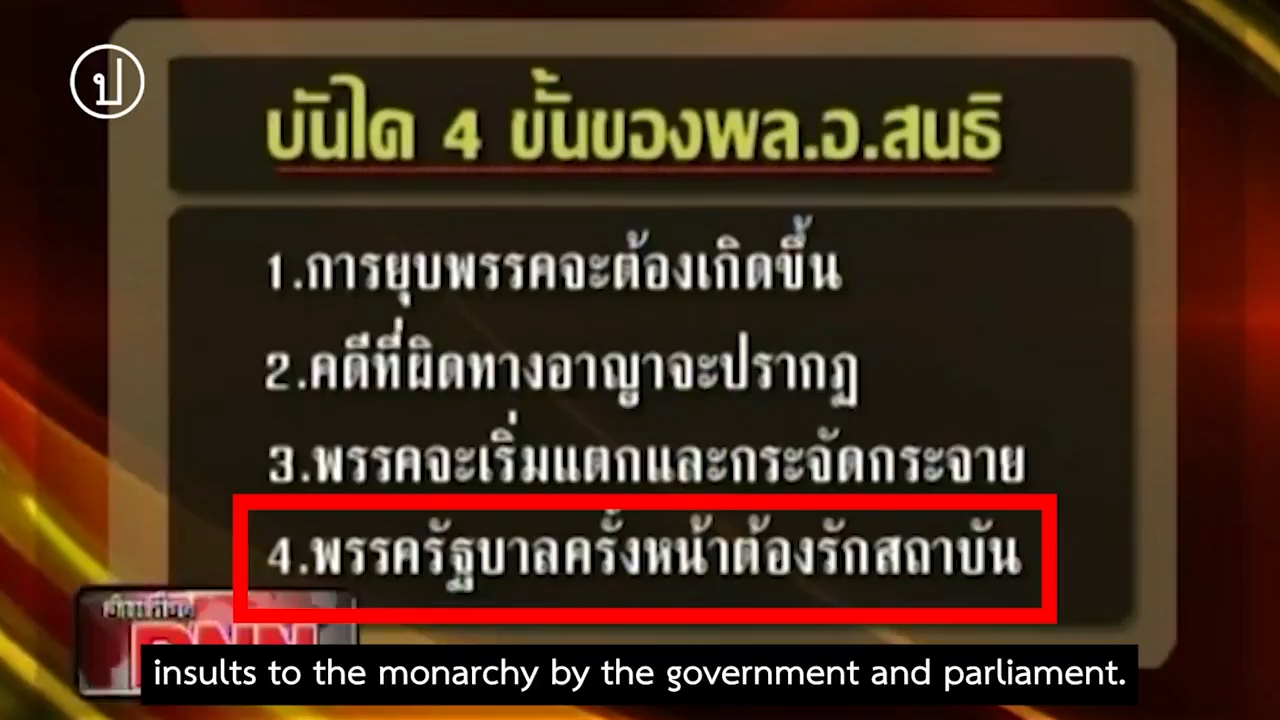 ป
บันได 4 ขั้นของพล.อ.สนธิ
1.การยุบพรรคจะต้องเกิดขึ้น
2.คดีที่ผิดทางอาญาจะปรากฏ
3.พรรคจะเริ่มแตกและกระจัดกระจาย
4.พรรครัฐบาลครั้งหน้าต้องรักสถาบัน
insults to the monarchy by the government and parliament.